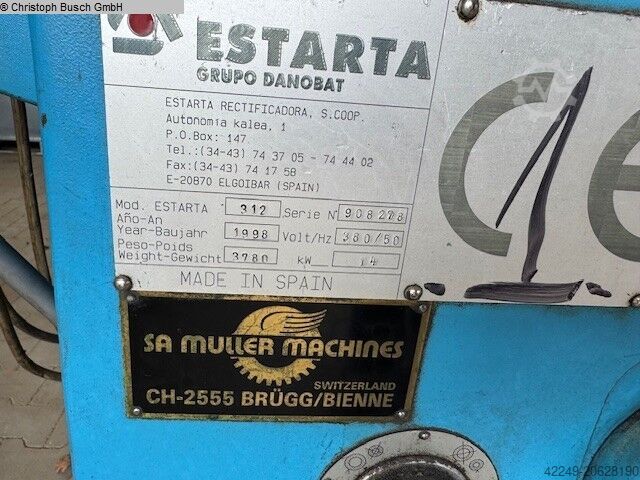 © Christoph Busch GmbH
ESTARTA
GRUPO DANOBAT
ESTARTA RECTIFICADORA, S.COOP.
Autonomia kalea, 1
P.O.Box: 147
Tel.:(34-43) 74 37 05 - 74 44 02
Fax:(34-43) 74 17 58
E-20870 ELGOIBAR (SPAIN)
Mod. ESTARTA 312 Serie Nº 908278
Año-An
Year-Baujahr 1998 Volt/Hz 380/50
Peso-Poids
Weight-Gewicht 3780 kW 14
MADE IN SPAIN
CE
1
SA MULLER MACHINES
SWITZERLAND
CH-2555 BRÜGG/BIENNE
42249-20628190